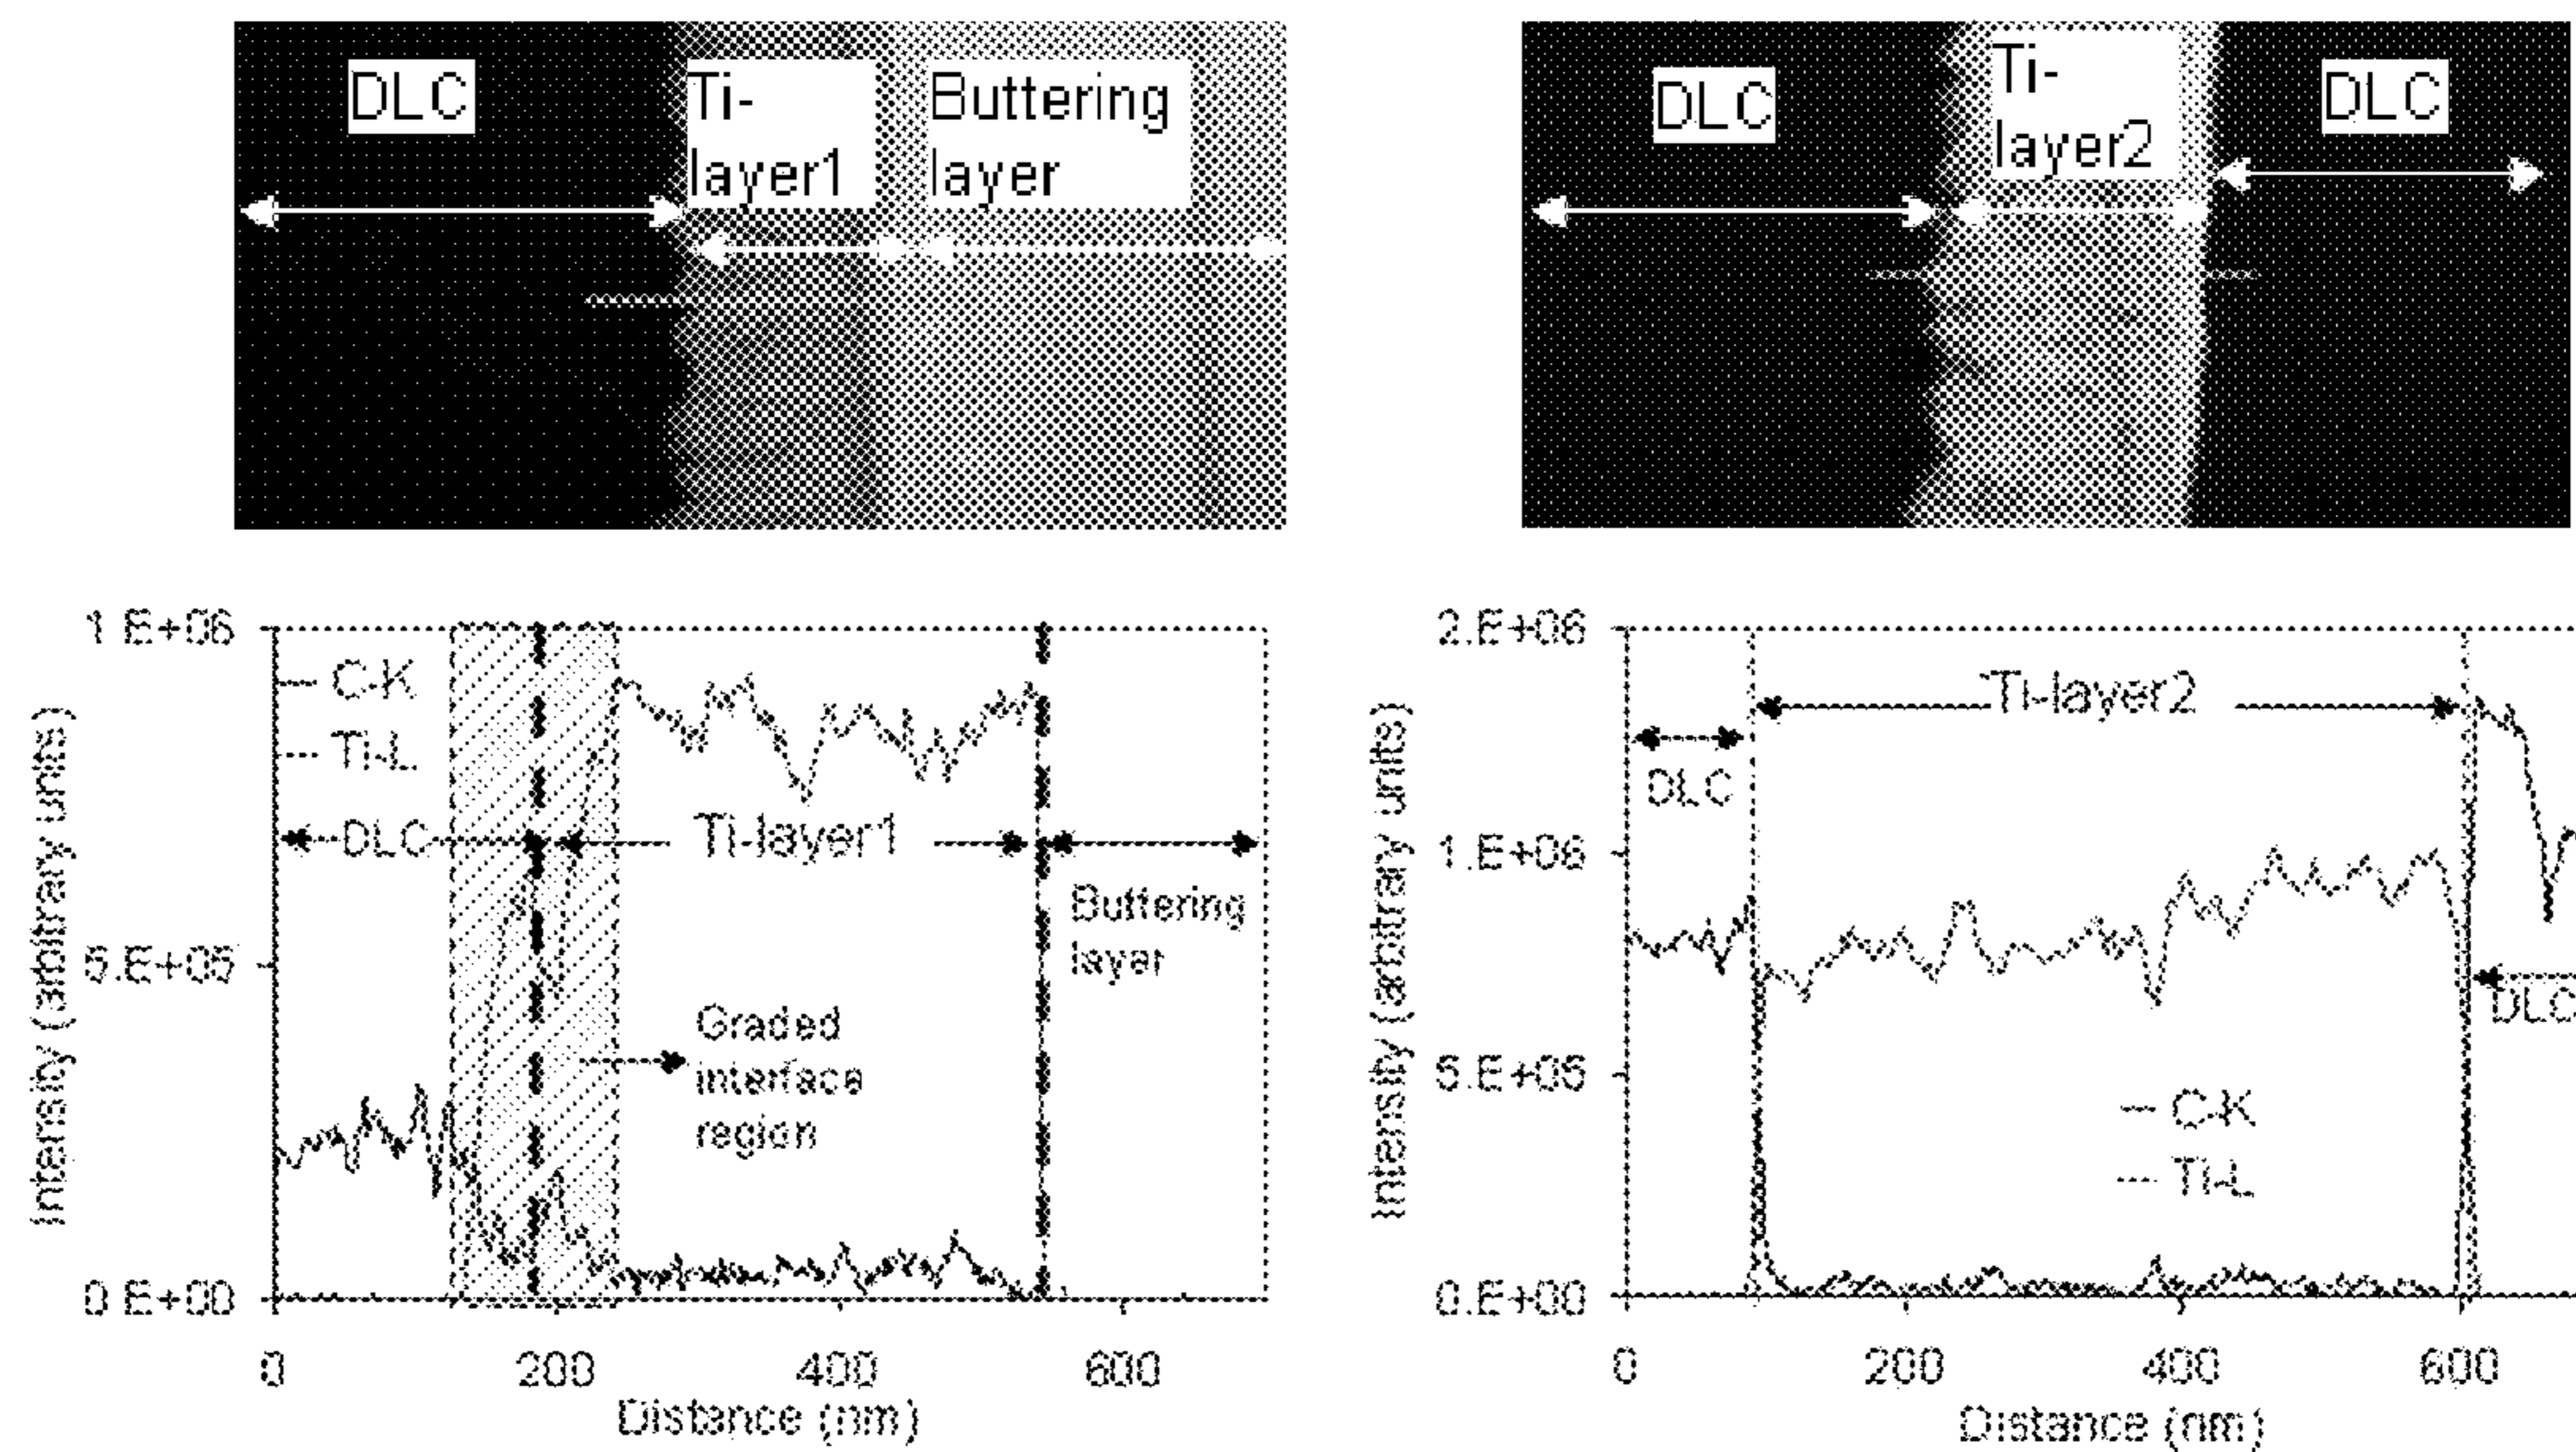 DLC
Ti-
layer1
Buttering
layer
DLC
Ti-
layer2
DLC
1 E+06
C-K
Ti-L
DLC
Ti-layer1
Buttering
layer
5.E+05
Graded
interface
region
0 E+00
0
200
400
600
Distance (nm)
Intensity (arbitrary units)
2.E+06
Ti-layer2
DLC
1.E+06
DLC
5.E+05
C-K
Ti-L
0.E+00
0
200
400
600
Distance (nm)
Intensity (arbitrary units)